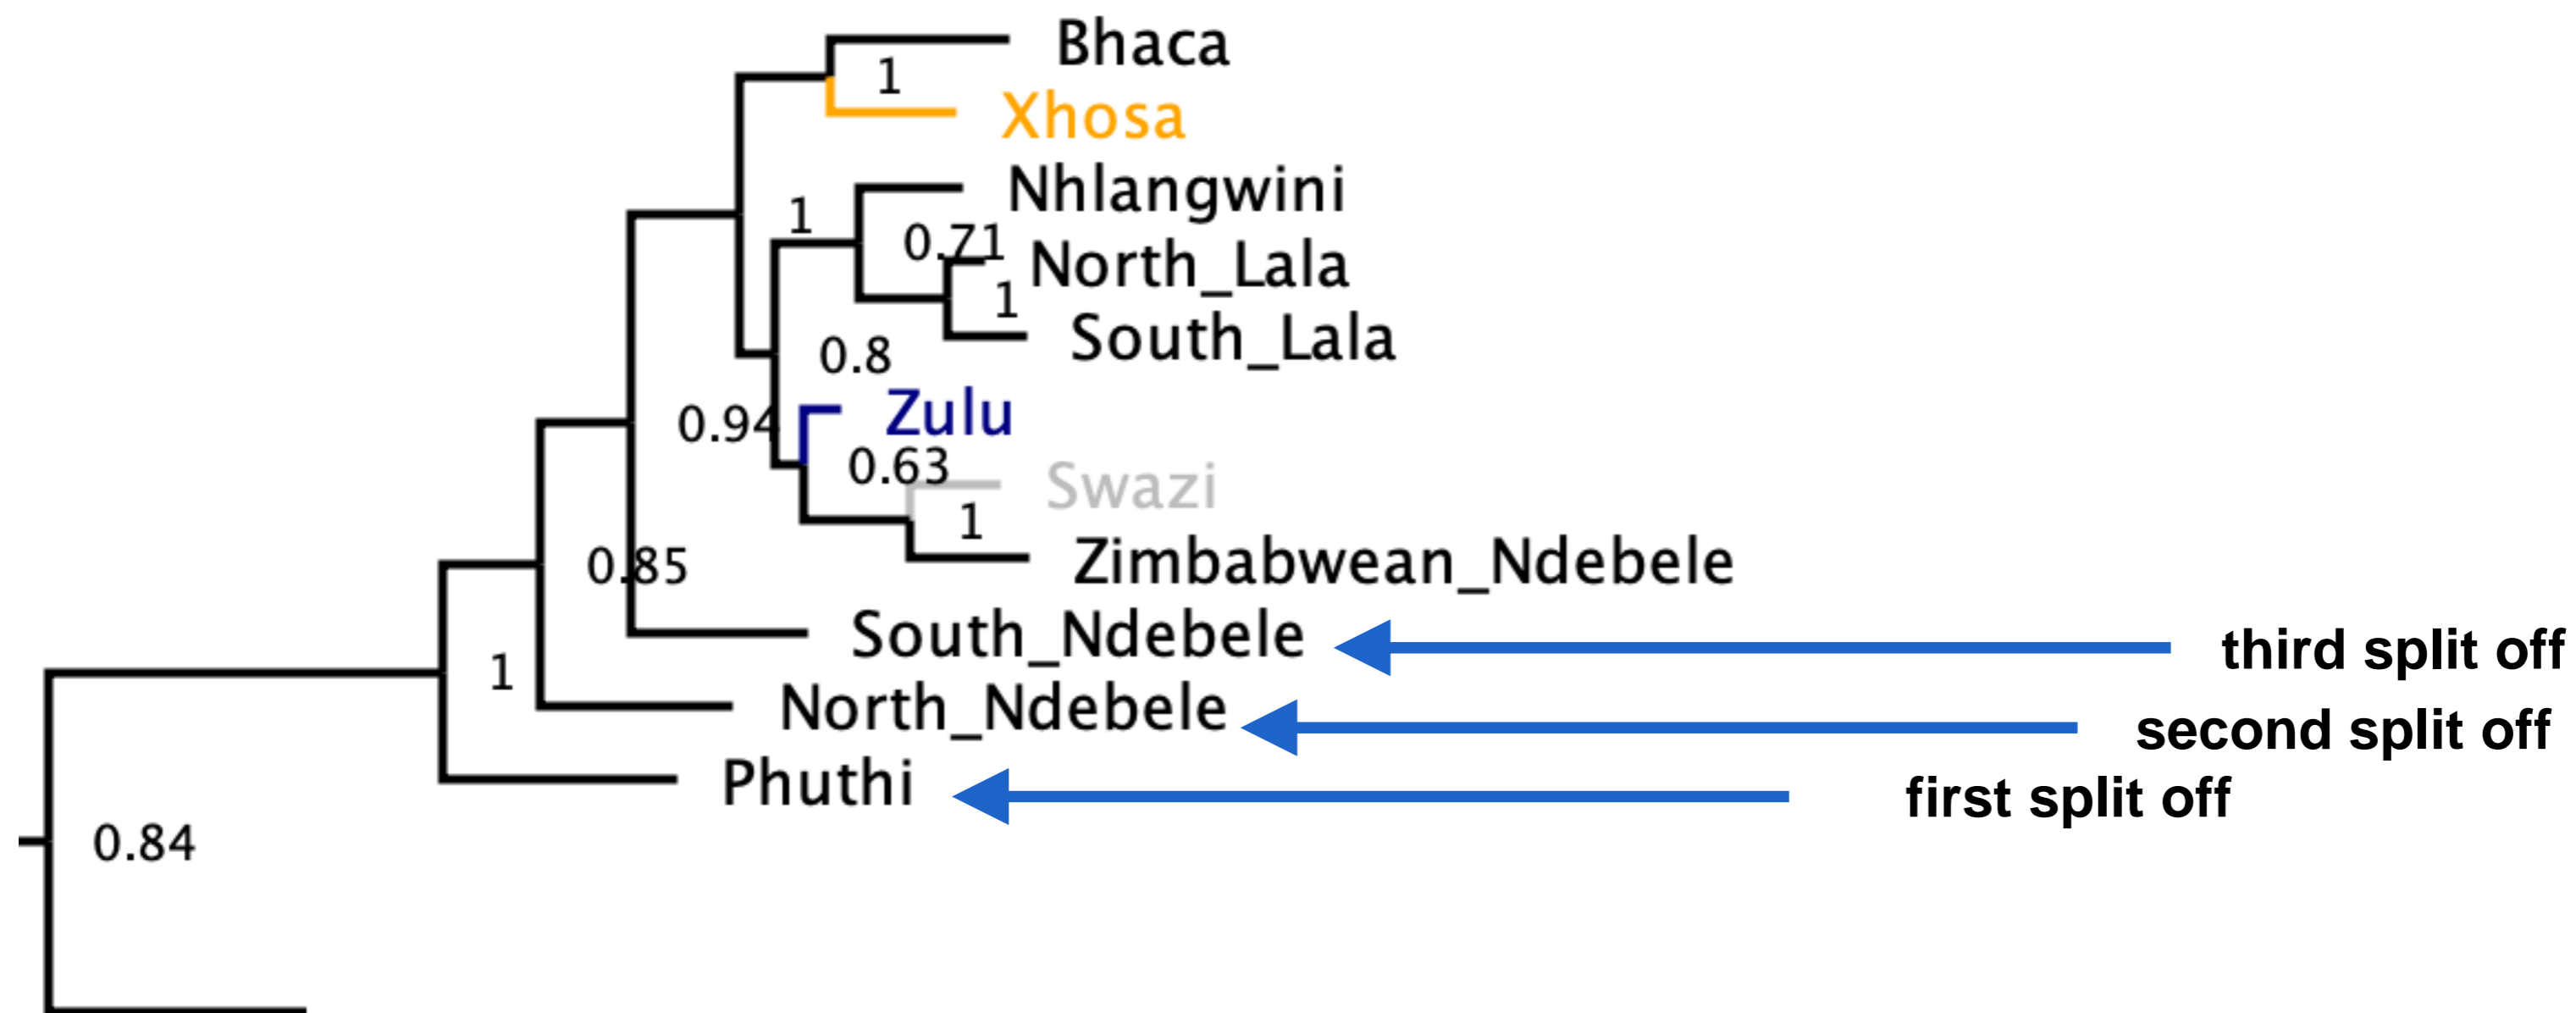 Bhaca
1
Xhosa
Nhlangwini
1
0.71
North_Lala
1
South_Lala
0.8
Zulu
0.94
0.63
Swazi
1
Zimbabwean_Ndebele
0.85
South_Ndebele
third split off
1
North_Ndebele
second split off
Phuthi
first split off
0.84